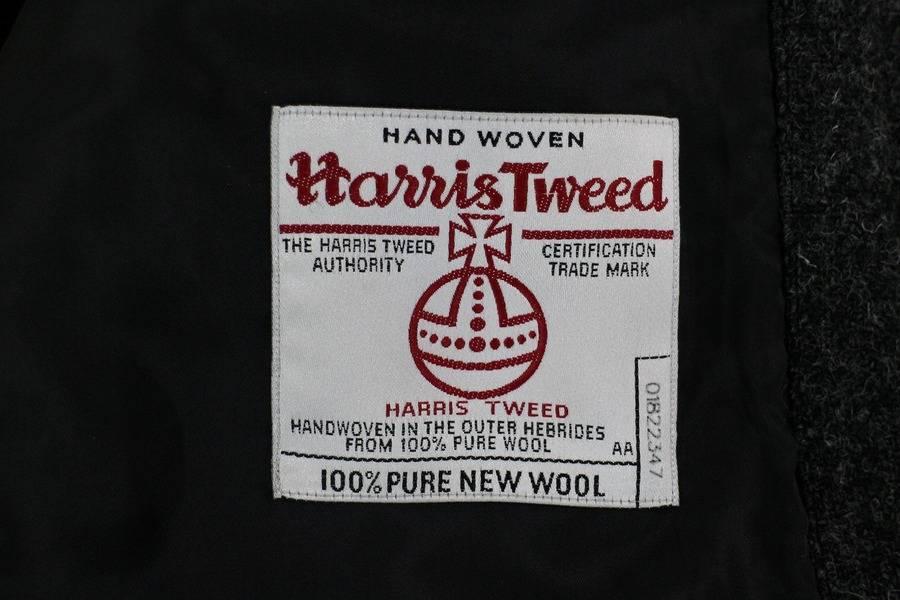 HAND WOVEN
Harris Tweed
THE HARRIS TWEED
AUTHORITY
CERTIFICATION
TRADE MARK
HARRIS TWEED
HANDWOVEN IN THE OUTER HEBRIDES
FROM 100% PURE WOOL
AA
01822347
100% PURE NEW WOOL